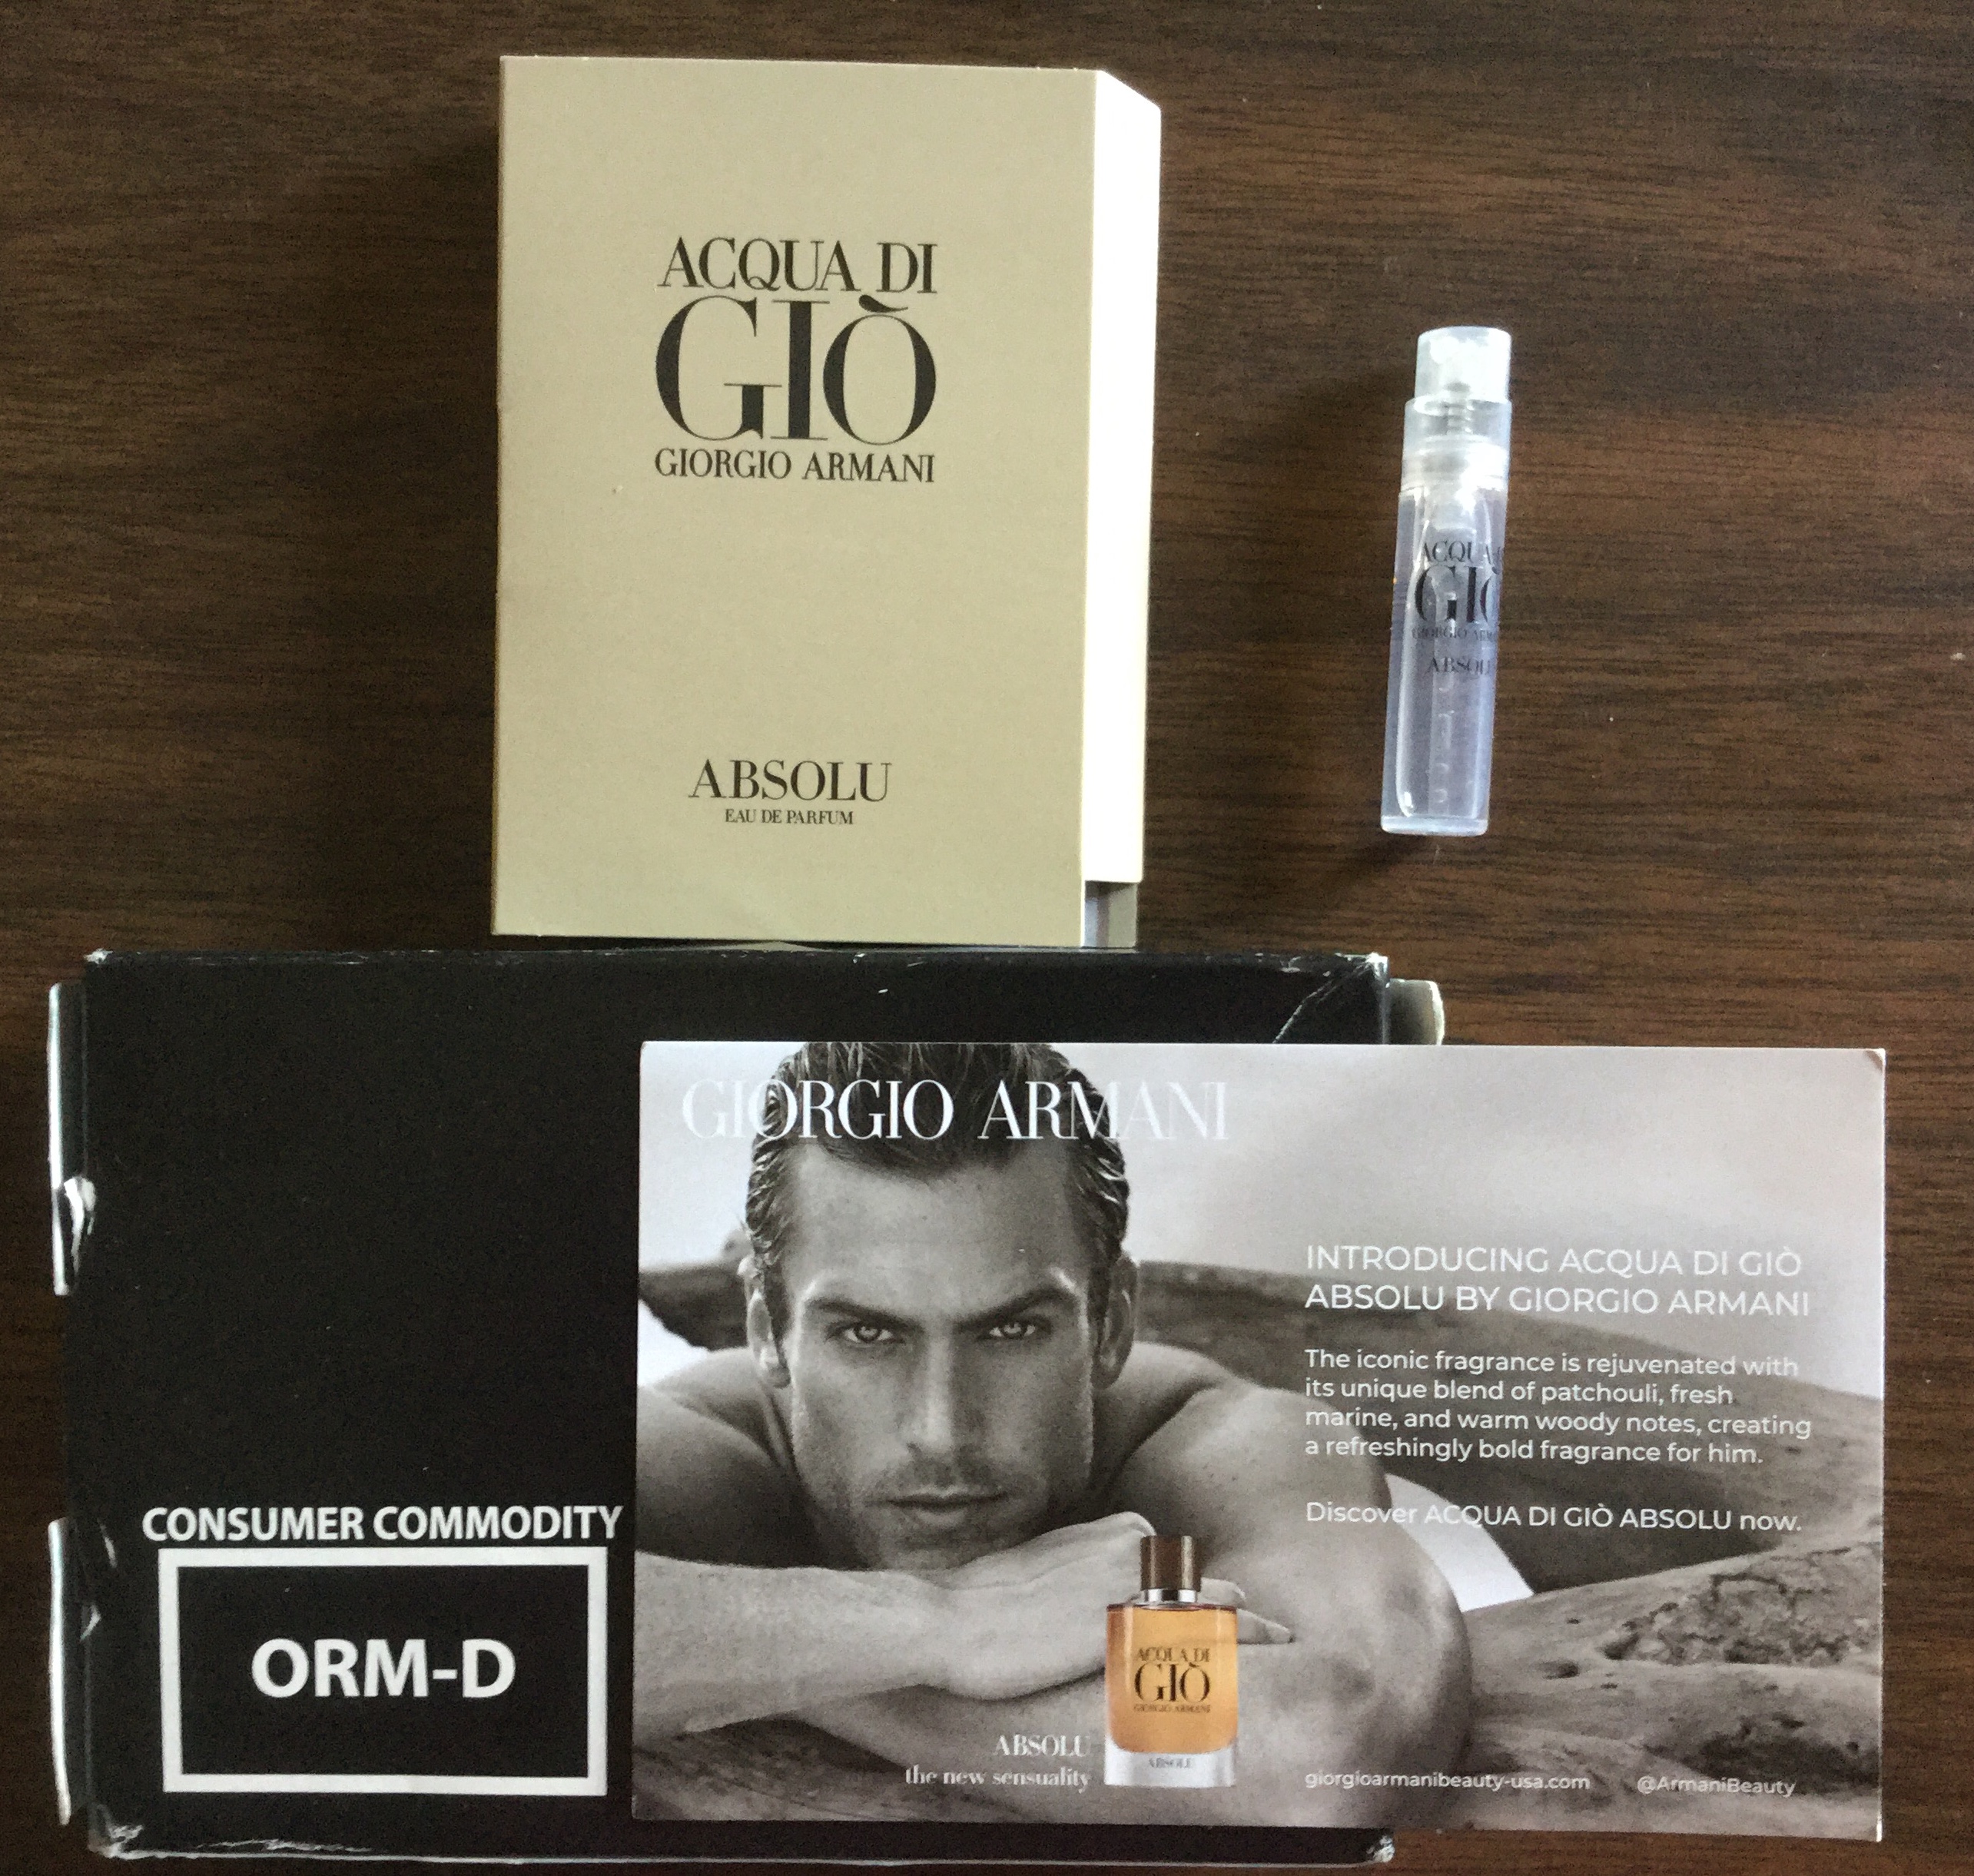 ACQUA DI
GIÒ
GIORGIO ARMANI
ABSOLU
EAU DE PARFUM
ACQUA
GIÒ
GIORGIO
ABSOLU
CONSUMER COMMODITY
ORM-D
GIORGIO ARMANI
INTRODUCING ACQUA DI GIÒ
ABSOLU BY GIORGIO ARMANI
The iconic fragrance is rejuvenated with
its unique blend of patchouli, fresh
marine, and warm woody notes, creating
a refreshingly bold fragrance for him.
Discover ACQUA DI GIÒ ABSOLU now.
ACQUA DI
GIÒ
GIORGIO ARMANI
ABSOLU
ABSOLU
the new sensuality
giorgioarmanibeauty-usa.com @ArmaniBeauty